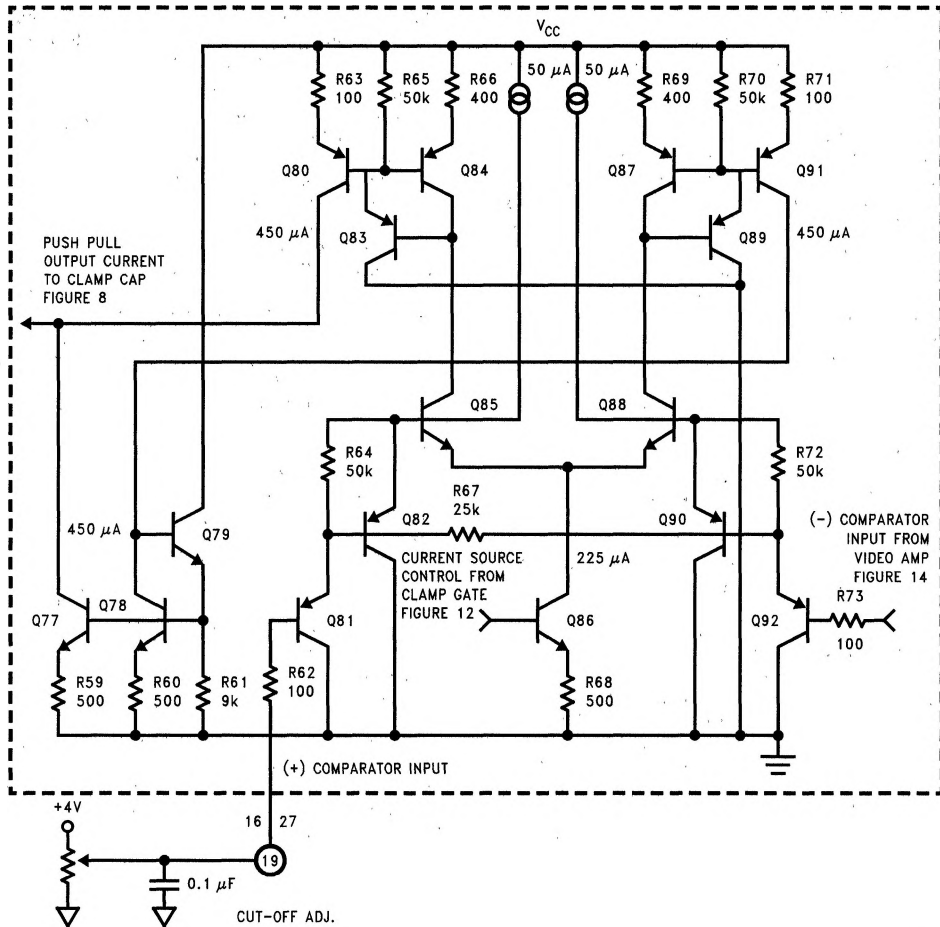 VCC
50 µA
50 µA
R63
100
R65
50k
R66
400
R69
400
R70
50k
R71
100
Q80
Q84
Q87
Q91
450 µA
Q83
Q89
450 µA
PUSH PULL
OUTPUT CURRENT
TO CLAMP CAP
FIGURE 8
Q85
Q88
R64
50k
R72
50k
R67
25k
450 µA
Q79
Q82
Q90
(−) COMPARATOR
INPUT FROM
VIDEO AMP
FIGURE 14
CURRENT SOURCE
CONTROL FROM
CLAMP GATE
FIGURE 12
225 µA
Q77
Q78
Q81
Q86
Q92
R73
100
R59
500
R60
500
R61
9k
R62
100
R68
500
(+) COMPARATOR INPUT
+4V
16 27
19
0.1 µF
CUT-OFF ADJ.